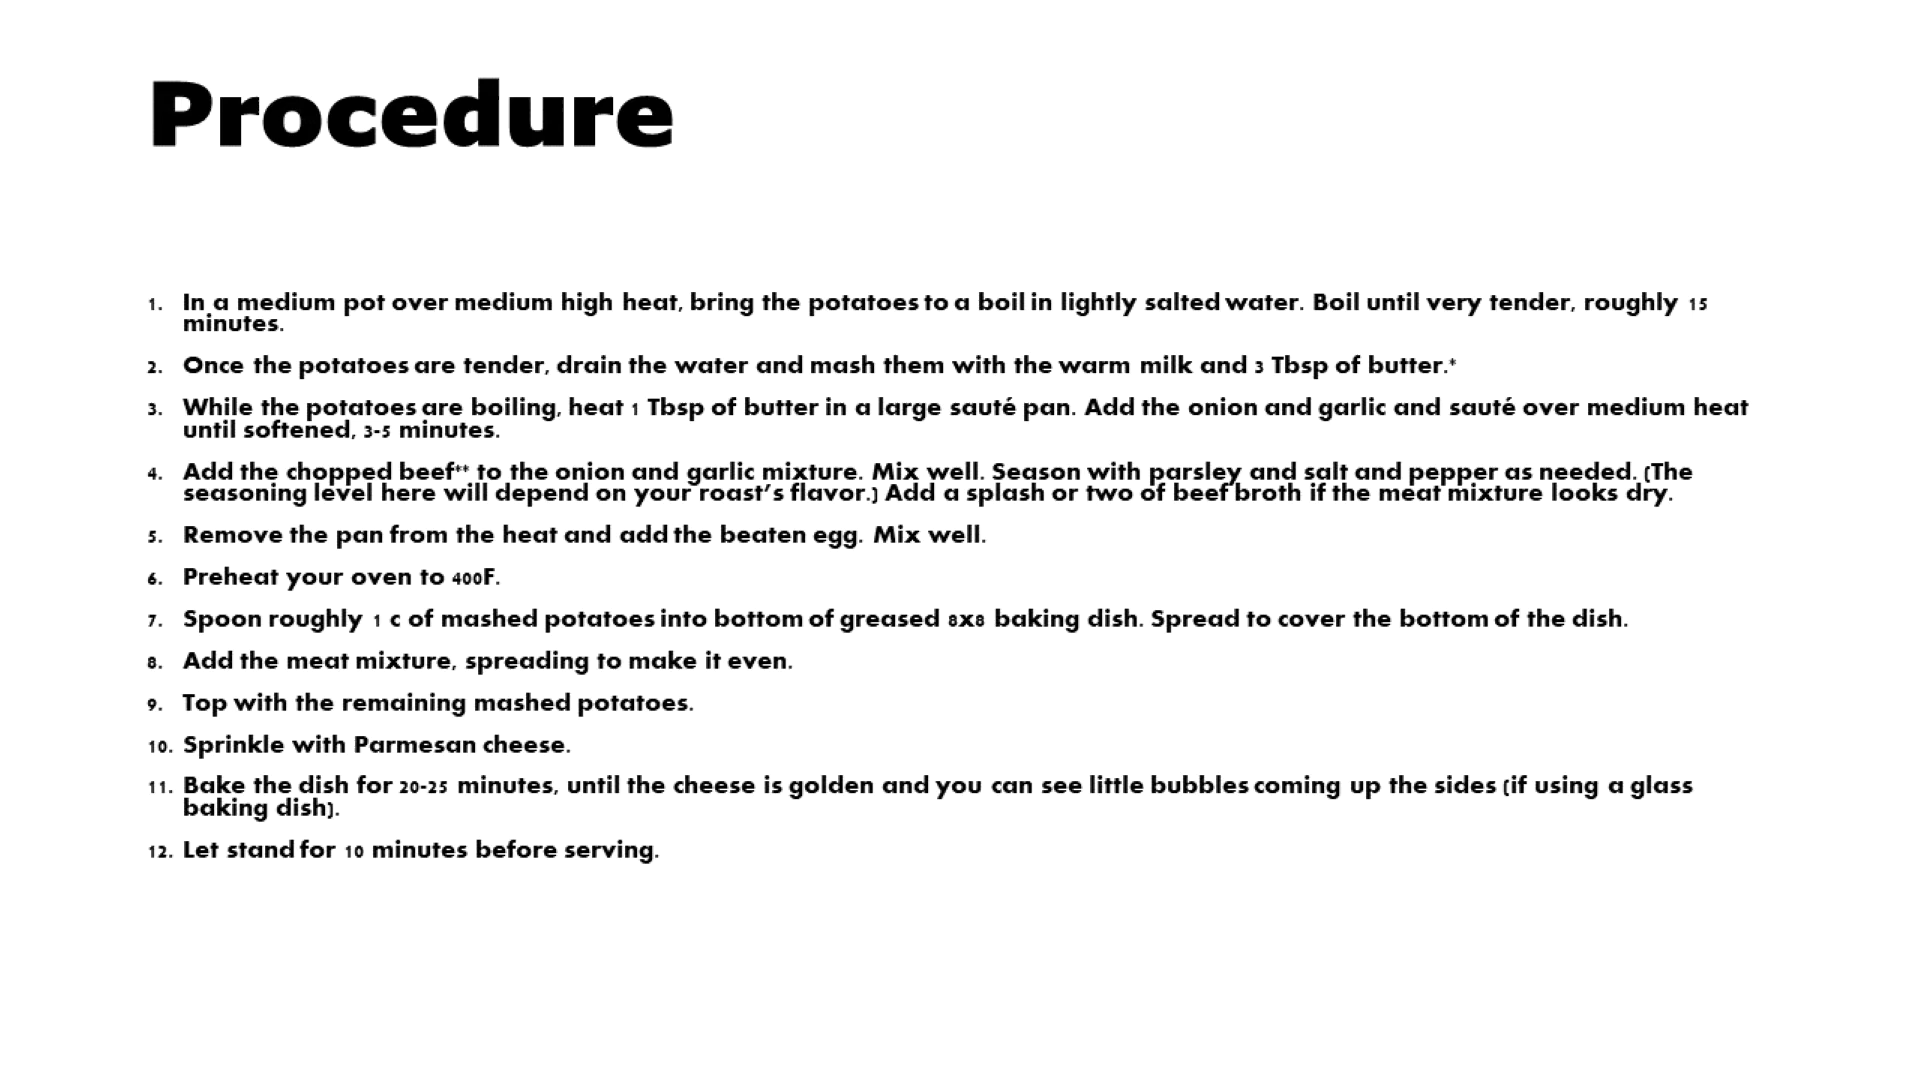 Procedure
1. In a medium pot over medium high heat, bring the potatoes to a boil in lightly salted water. Boil until very tender, roughly 15
minutes.
2. Once the potatoes are tender, drain the water and mash them with the warm milk and 3 Tbsp of butter.*
3. While the potatoes are boiling, heat 1 Tbsp of butter in a large sauté pan. Add the onion and garlic and sauté over medium heat
until softened, 3-5 minutes.
4. Add the chopped beef** to the onion and garlic mixture. Mix well. Season with parsley and salt and pepper as needed. (The
seasoning level here will depend on your roast's flavor.) Add a splash or two of beef broth if the meat mixture looks dry.
5. Remove the pan from the heat and add the beaten egg. Mix well.
6. Preheat your oven to 400F.
7. Spoon roughly 1 c of mashed potatoes into bottom of greased 8x8 baking dish. Spread to cover the bottom of the dish.
8. Add the meat mixture, spreading to make it even.
9. Top with the remaining mashed potatoes.
10. Sprinkle with Parmesan cheese.
11. Bake the dish for 20-25 minutes, until the cheese is golden and you can see little bubbles coming up the sides (if using a glass
baking dish).
12. Let stand for 10 minutes before serving.